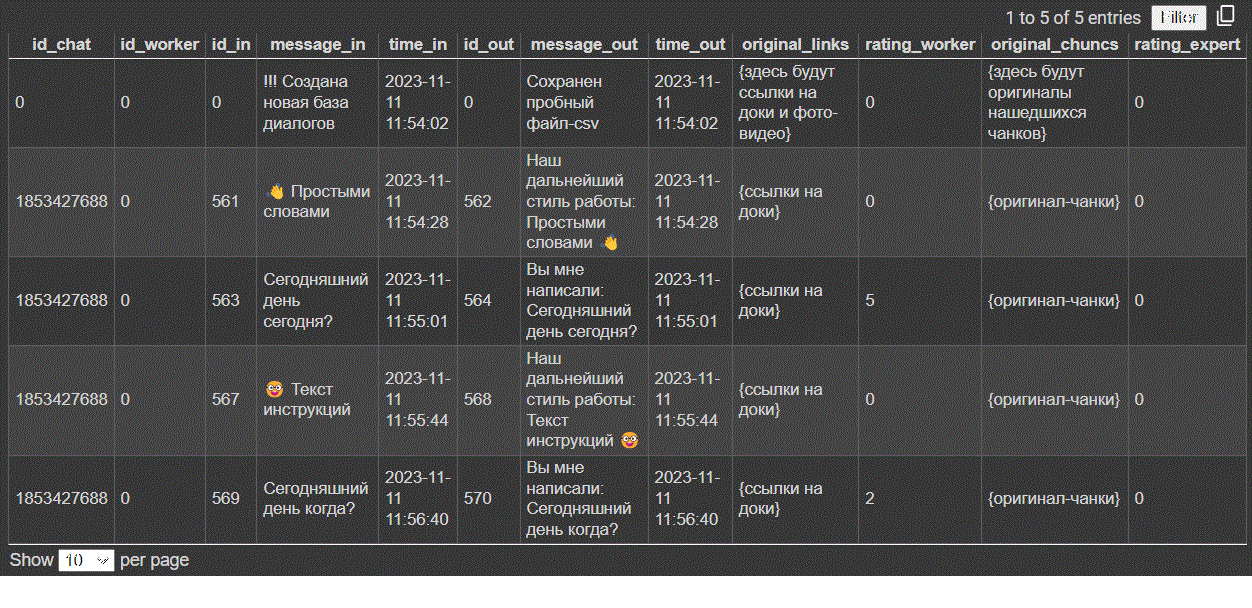 1 to 5 of 5 entries Filter
id_chat id_worker id_in message_in time_in id_out message_out time_out original_links rating_worker original_chuncs rating_expert
0 0 0 !!! Создана новая база диалогов 2023-11-11 11:54:02 0 Сохранен пробный файл-csv 2023-11-11 11:54:02 {здесь будут ссылки на доки и фото-видео} 0 {здесь будут оригиналы нашедшихся чанков} 0
1853427688 0 561 👋 Простыми словами 2023-11-11 11:54:28 562 Наш дальнейший стиль работы: Простыми словами 👋 2023-11-11 11:54:28 {ссылки на доки} 0 {оригинал-чанки} 0
1853427688 0 563 Сегодняшний день сегодня? 2023-11-11 11:55:01 564 Вы мне написали: Сегодняшний день сегодня? 2023-11-11 11:55:01 {ссылки на доки} 5 {оригинал-чанки} 0
1853427688 0 567 🤓 Текст инструкций 2023-11-11 11:55:44 568 Наш дальнейший стиль работы: Текст инструкций 🤓 2023-11-11 11:55:44 {ссылки на доки} 0 {оригинал-чанки} 0
1853427688 0 569 Сегодняшний день когда? 2023-11-11 11:56:40 570 Вы мне написали: Сегодняшний день когда? 2023-11-11 11:56:40 {ссылки на доки} 2 {оригинал-чанки} 0
Show 10 per page